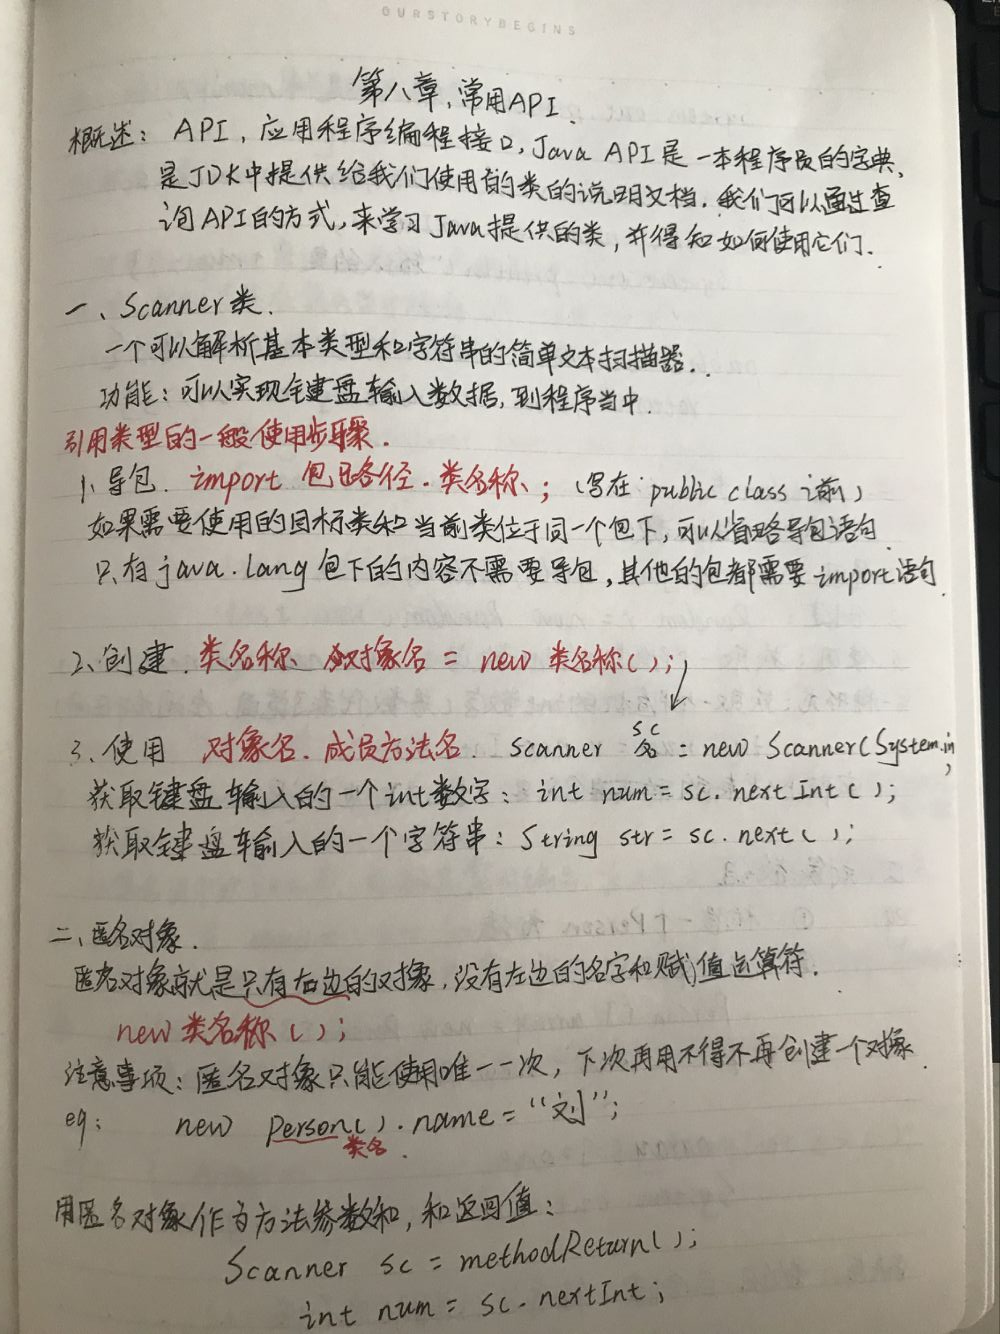 OURSTORYBEGINS
第八章,常用API.
概述: API, 应用程序编程接口, Java API是一本程序员的字典,
是JDK中提供给我们使用的类的说明文档. 我们可以通过查
询API的方式, 来学习Java提供的类, 并得知如何使用它们.
一、Scanner类.
一个可以解析基本类型和字符串的简单文本扫描器.
功能: 可以实现键盘输入数据, 到程序当中.
引用类型的一般使用步骤.
1、导包. import 包路径.类名称; (写在public class 前)
如果需要使用的目标类和当前类位于同一个包下, 可以省略导包语句
只有java.lang包下的内容不需要导包, 其他的包都需要import语句.
2、创建. 类名称 对象名 = new 类名称();
3、使用 对象名.成员方法名. Scanner sc = new Scanner(System.in;
获取键盘输入的一个int数字: int num = sc.nextInt();
获取键盘输入的一个字符串: String str = sc.next();
二、匿名对象.
匿名对象就是只有右边的对象, 没有左边的名字和赋值运算符.
new 类名称();
注意事项: 匿名对象只能使用唯一一次, 下次再用不得不再创建一个对象.
eg: new Person().name = "刘";
类名.
用匿名对象作为方法参数和, 和返回值:
Scanner sc = methodReturn();
int num = sc.nextInt;